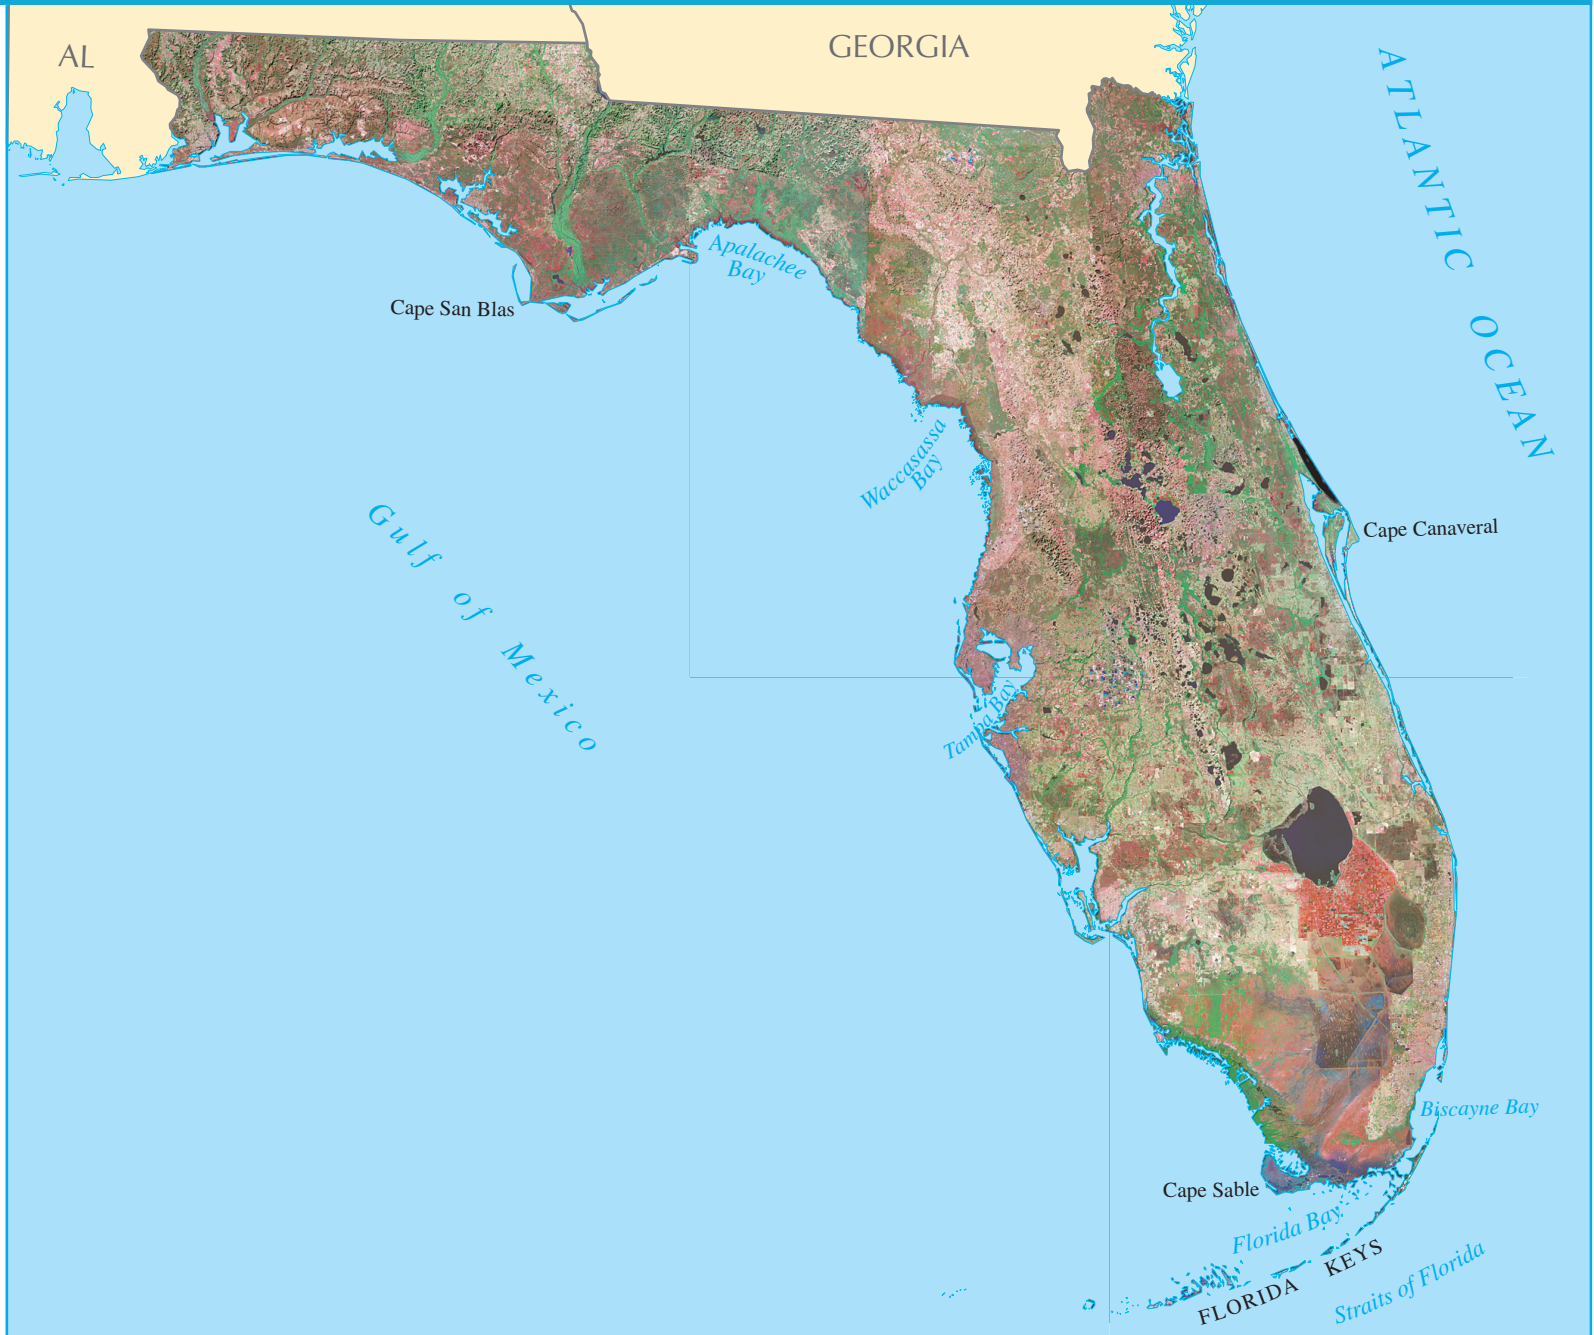 AL
GEORGIA
ATLANTIC OCEAN
Apalachee
Bay
Cape San Blas
Waccasassa
Bay
Gulf of Mexico
Cape Canaveral
Tampa Bay
Biscayne Bay
Cape Sable
Florida Bay
FLORIDA KEYS
Straits of Florida